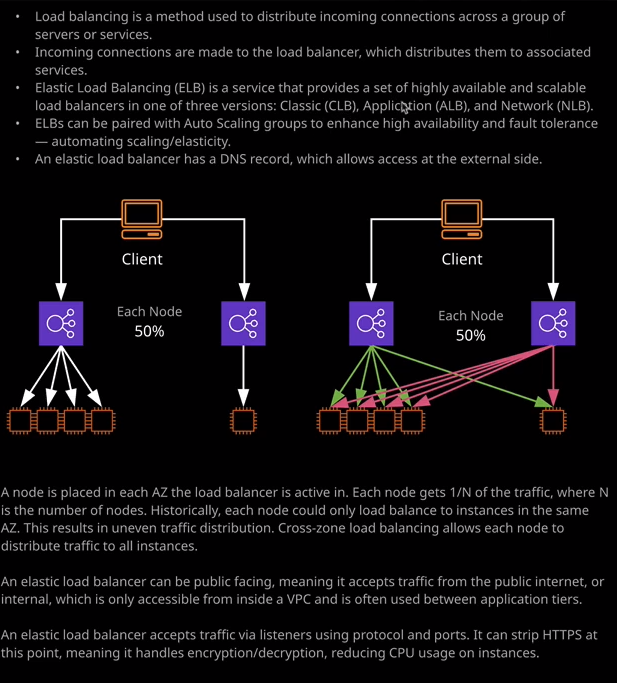 • Load balancing is a method used to distribute incoming connections across a group of
servers or services.
• Incoming connections are made to the load balancer, which distributes them to associated
services.
• Elastic Load Balancing (ELB) is a service that provides a set of highly available and scalable
load balancers in one of three versions: Classic (CLB), Application (ALB), and Network (NLB).
• ELBs can be paired with Auto Scaling groups to enhance high availability and fault tolerance
— automating scaling/elasticity.
• An elastic load balancer has a DNS record, which allows access at the external side.
Client
Each Node
50%
Client
Each Node
50%
A node is placed in each AZ the load balancer is active in. Each node gets 1/N of the traffic, where N
is the number of nodes. Historically, each node could only load balance to instances in the same
AZ. This results in uneven traffic distribution. Cross-zone load balancing allows each node to
distribute traffic to all instances.
An elastic load balancer can be public facing, meaning it accepts traffic from the public internet, or
internal, which is only accessible from inside a VPC and is often used between application tiers.
An elastic load balancer accepts traffic via listeners using protocol and ports. It can strip HTTPS at
this point, meaning it handles encryption/decryption, reducing CPU usage on instances.